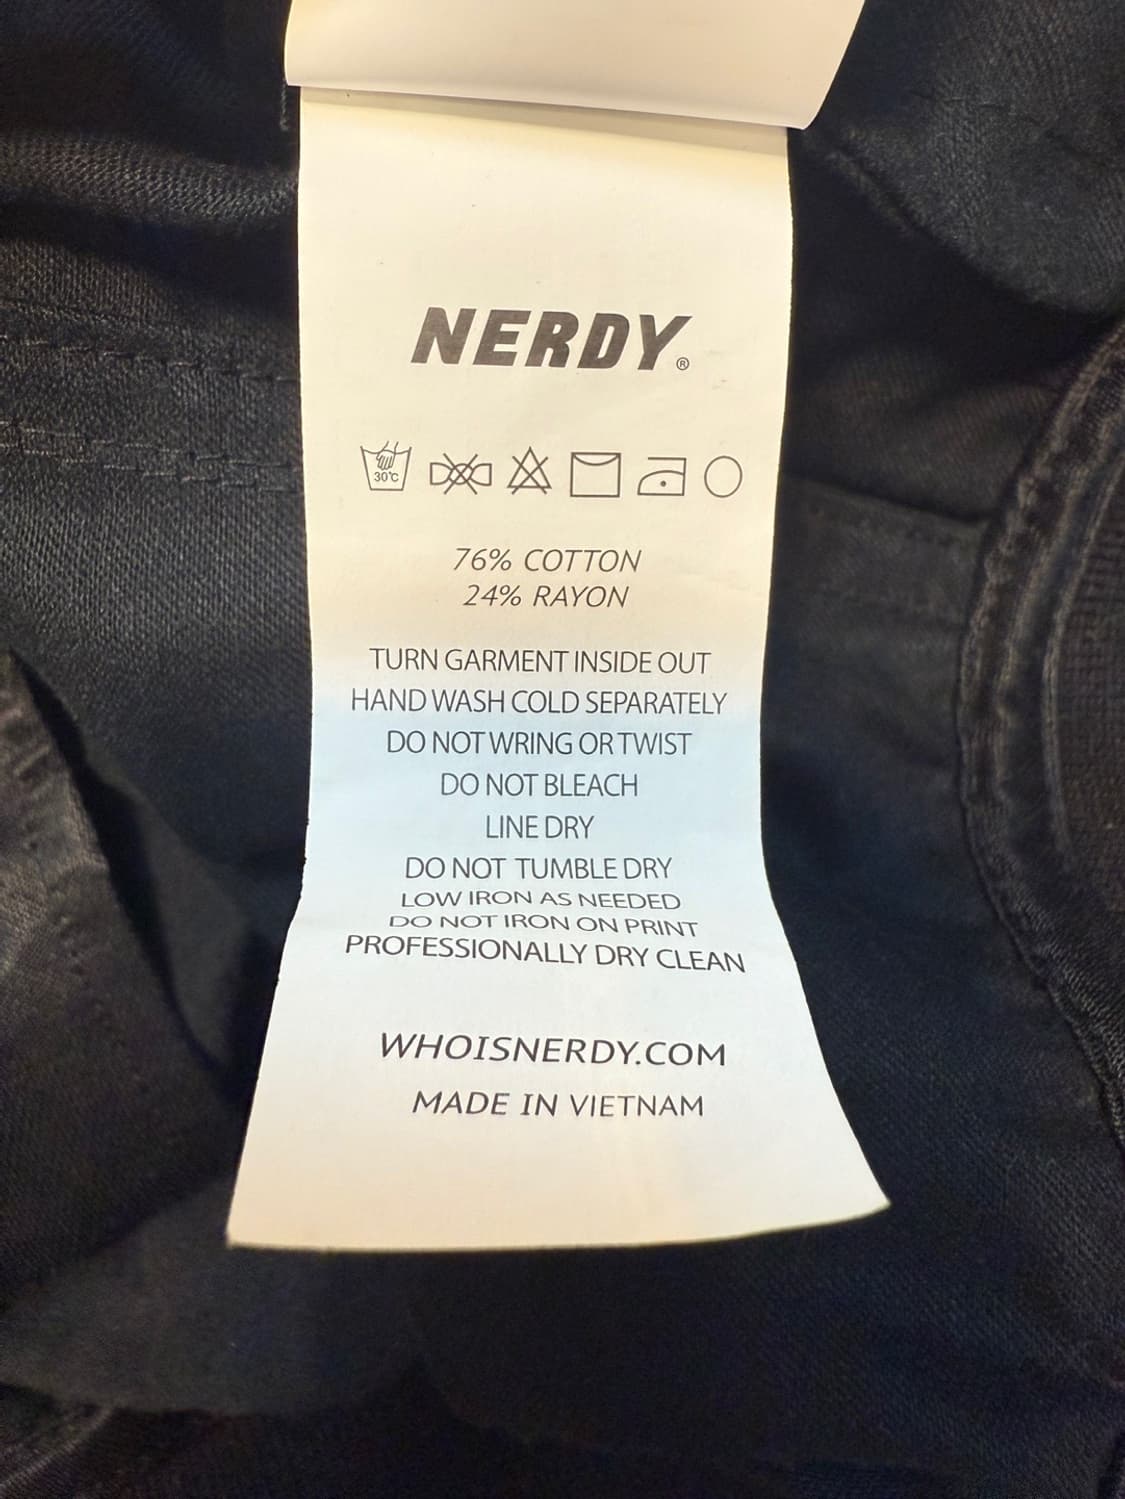 NERDY®
30℃
76% COTTON
24% RAYON
TURN GARMENT INSIDE OUT
HAND WASH COLD SEPARATELY
DO NOT WRING OR TWIST
DO NOT BLEACH
LINE DRY
DO NOT TUMBLE DRY
LOW IRON AS NEEDED
DO NOT IRON ON PRINT
PROFESSIONALLY DRY CLEAN
WHOISNERDY.COM
MADE IN VIETNAM